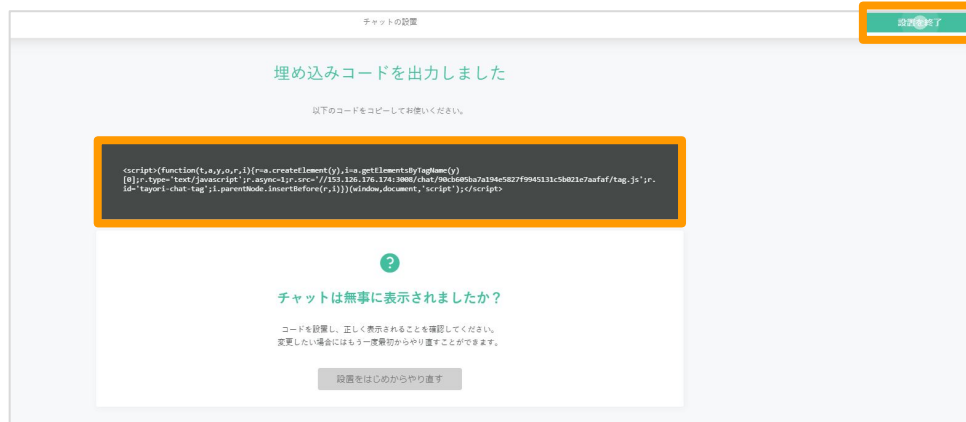 チャットの設置
設置を終了
埋め込みコードを出力しました
以下のコードをコピーしてお使いください。
<script>(function(t,a,y,o,r,i){r=a.createElement(y),i=a.getElementsByTagName(y)
[0];r.type='text/javascript';r.async=1;r.src='//153.126.176.174:3008/chat/90cb605ba7a194e5827f9945131c5b021e7aafaf/tag.js';r.
id='tayori-chat-tag';i.parentNode.insertBefore(r,i)})(window,document,'script');</script>
?
チャットは無事に表示されましたか？
コードを設置し、正しく表示されることを確認してください。
変更したい場合にはもう一度最初からやり直すことができます。
設置をはじめからやり直す